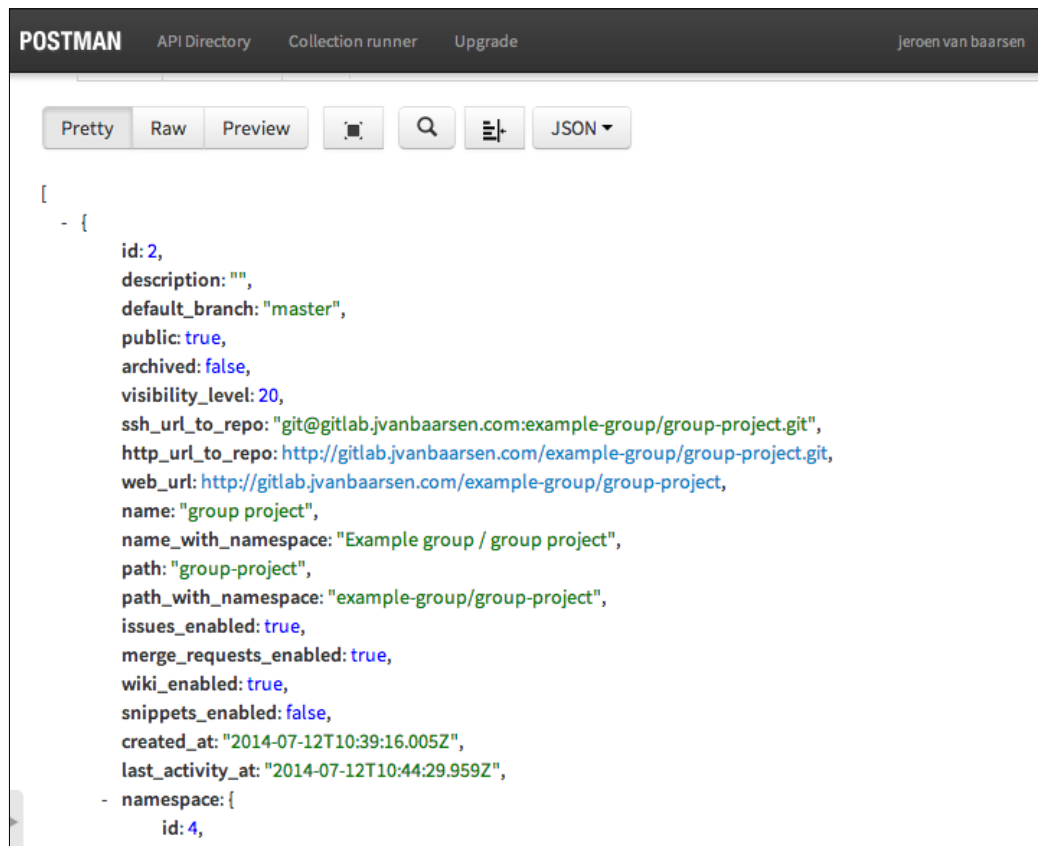 POSTMAN API Directory Collection runner Upgrade jeroen van baarsen
Pretty Raw Preview JSON
[
- {
id: 2,
description: "",
default_branch: "master",
public: true,
archived: false,
visibility_level: 20,
ssh_url_to_repo: "git@gitlab.jvanbaarsen.com:example-group/group-project.git",
http_url_to_repo: http://gitlab.jvanbaarsen.com/example-group/group-project.git,
web_url: http://gitlab.jvanbaarsen.com/example-group/group-project,
name: "group project",
name_with_namespace: "Example group / group project",
path: "group-project",
path_with_namespace: "example-group/group-project",
issues_enabled: true,
merge_requests_enabled: true,
wiki_enabled: true,
snippets_enabled: false,
created_at: "2014-07-12T10:39:16.005Z",
last_activity_at: "2014-07-12T10:44:29.959Z",
- namespace: {
id: 4,